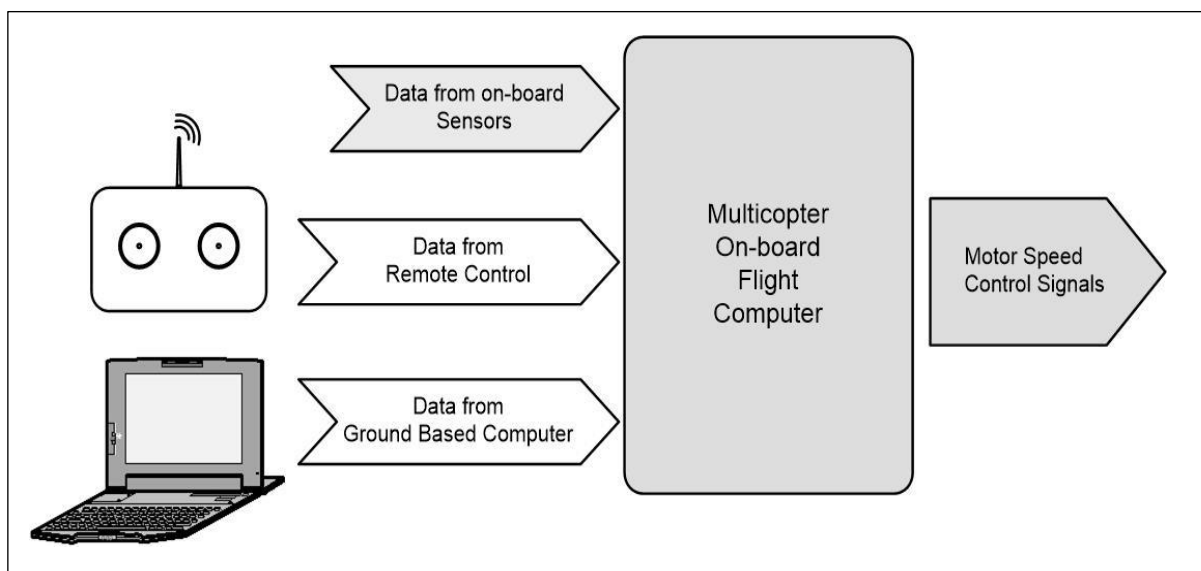 Data from on-board
Sensors
Data from
Remote Control
Data from
Ground Based Computer
Multicopter
On-board
Flight
Computer
Motor Speed
Control Signals